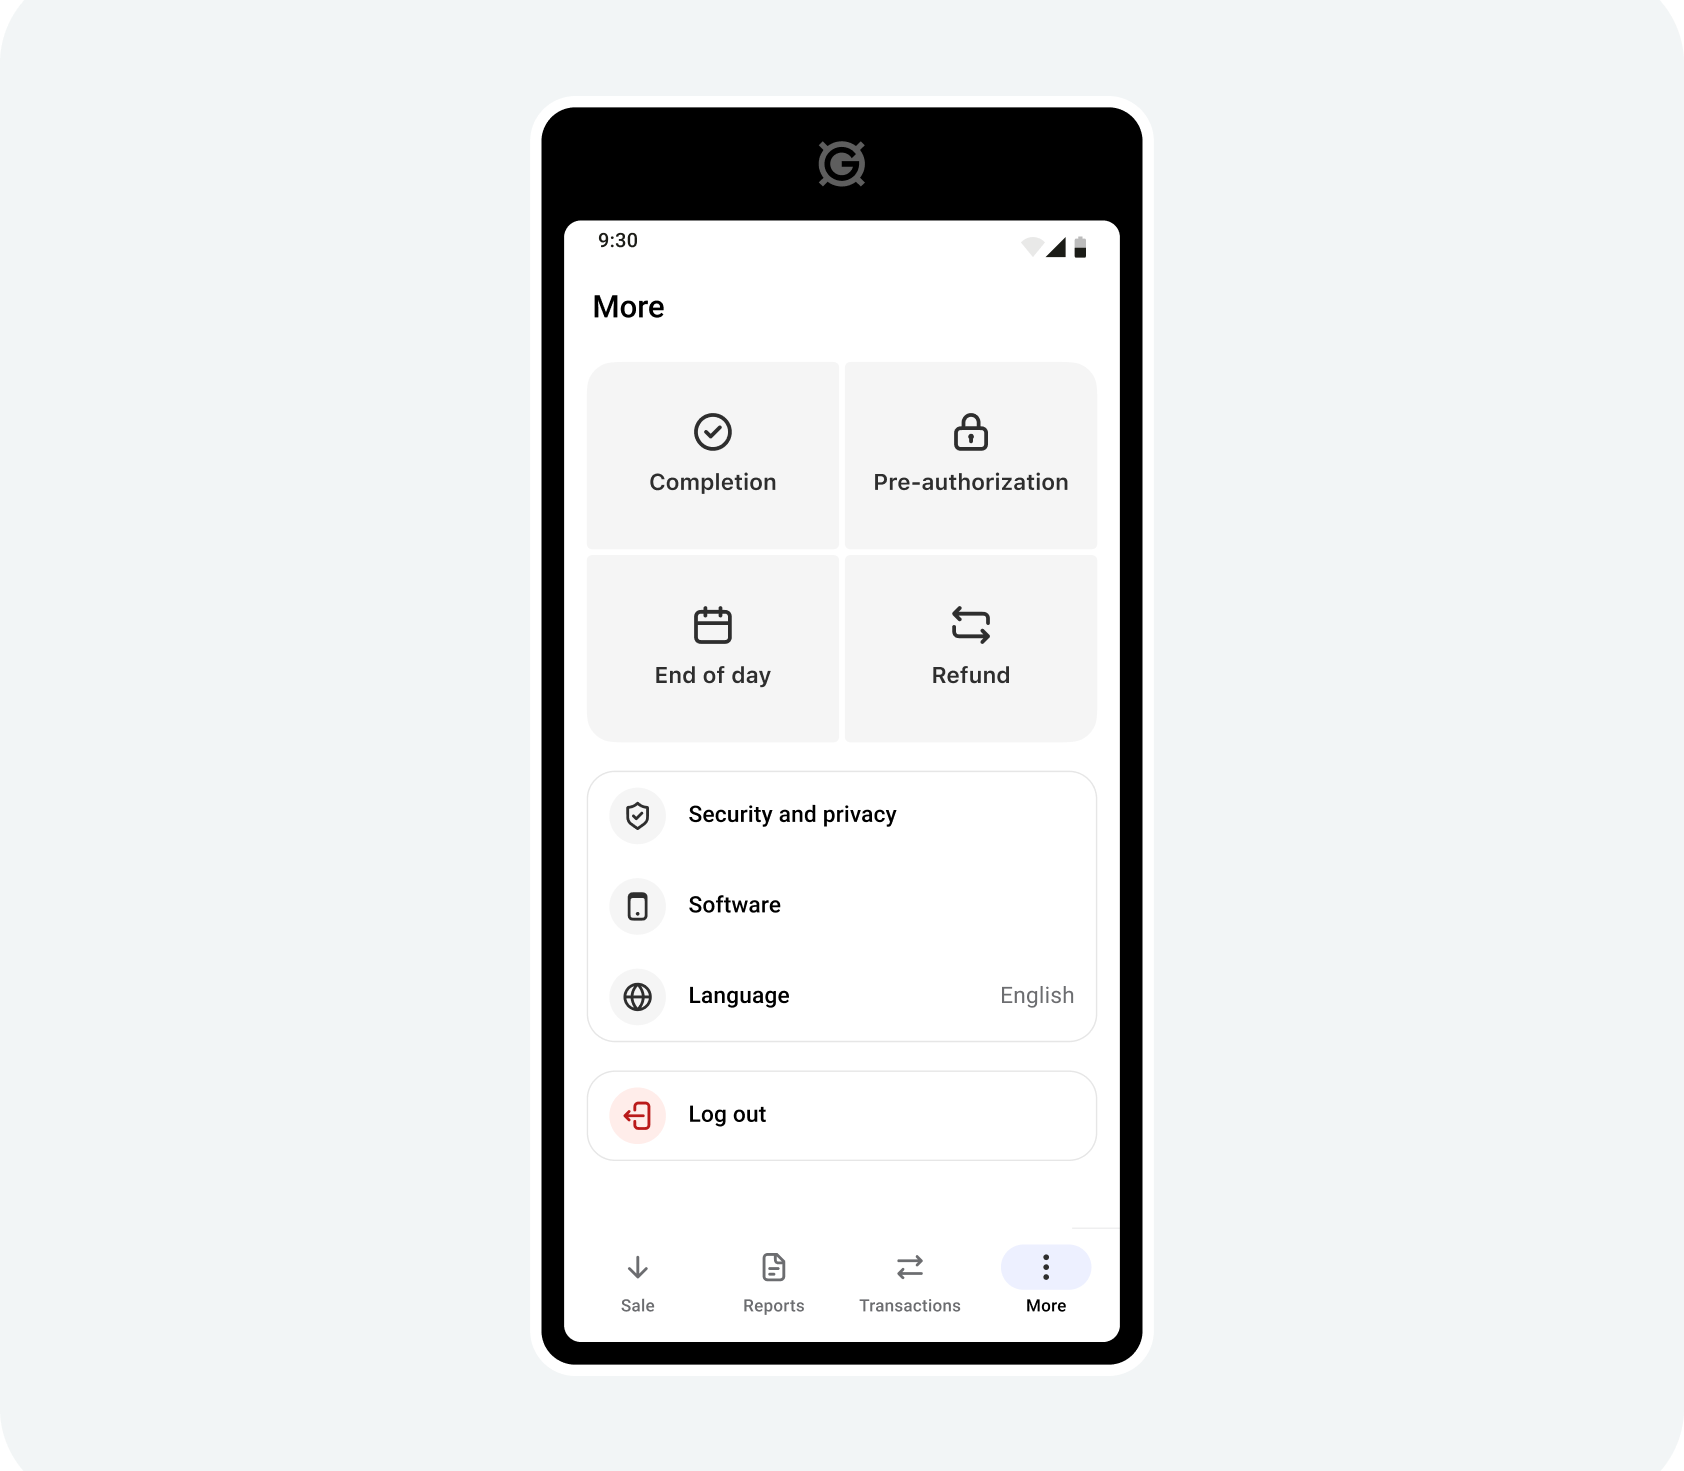 9:30
More
Completion
Pre-authorization
End of day
Refund
Security and privacy
Software
Language English
Log out
Sale Reports Transactions More